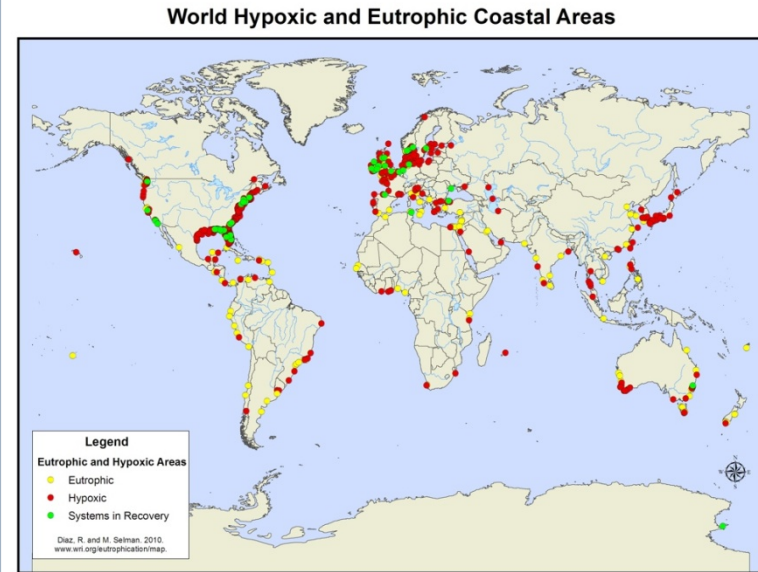 World Hypoxic and Eutrophic Coastal Areas
Legend
Eutrophic and Hypoxic Areas
Eutrophic
Hypoxic
Systems in Recovery
Diaz, R. and M. Selman. 2010.
www.wri.org/eutrophication/map.
N
W
E
S